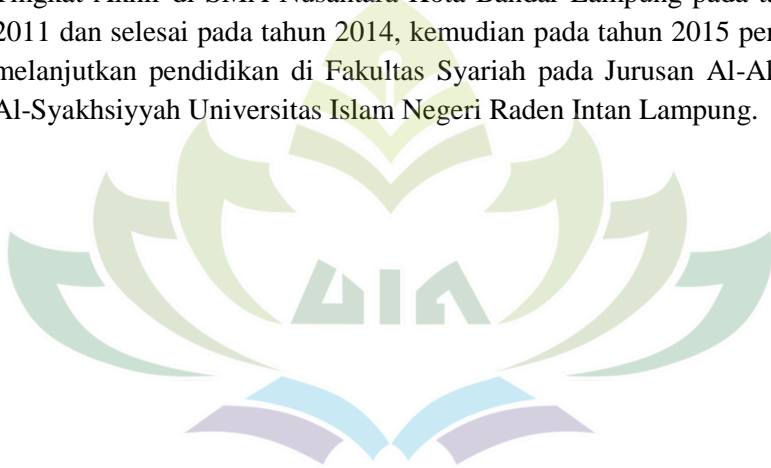 Tingkat Akhir di SMA Nusantara Kota Bandar Lampung pada
2011 dan selesai pada tahun 2014, kemudian pada tahun 2015
melanjutkan pendidikan di Fakultas Syariah pada Jurusan
Al-Syakhsiyyah Universitas Islam Negeri Raden Intan Lampung.
UIN